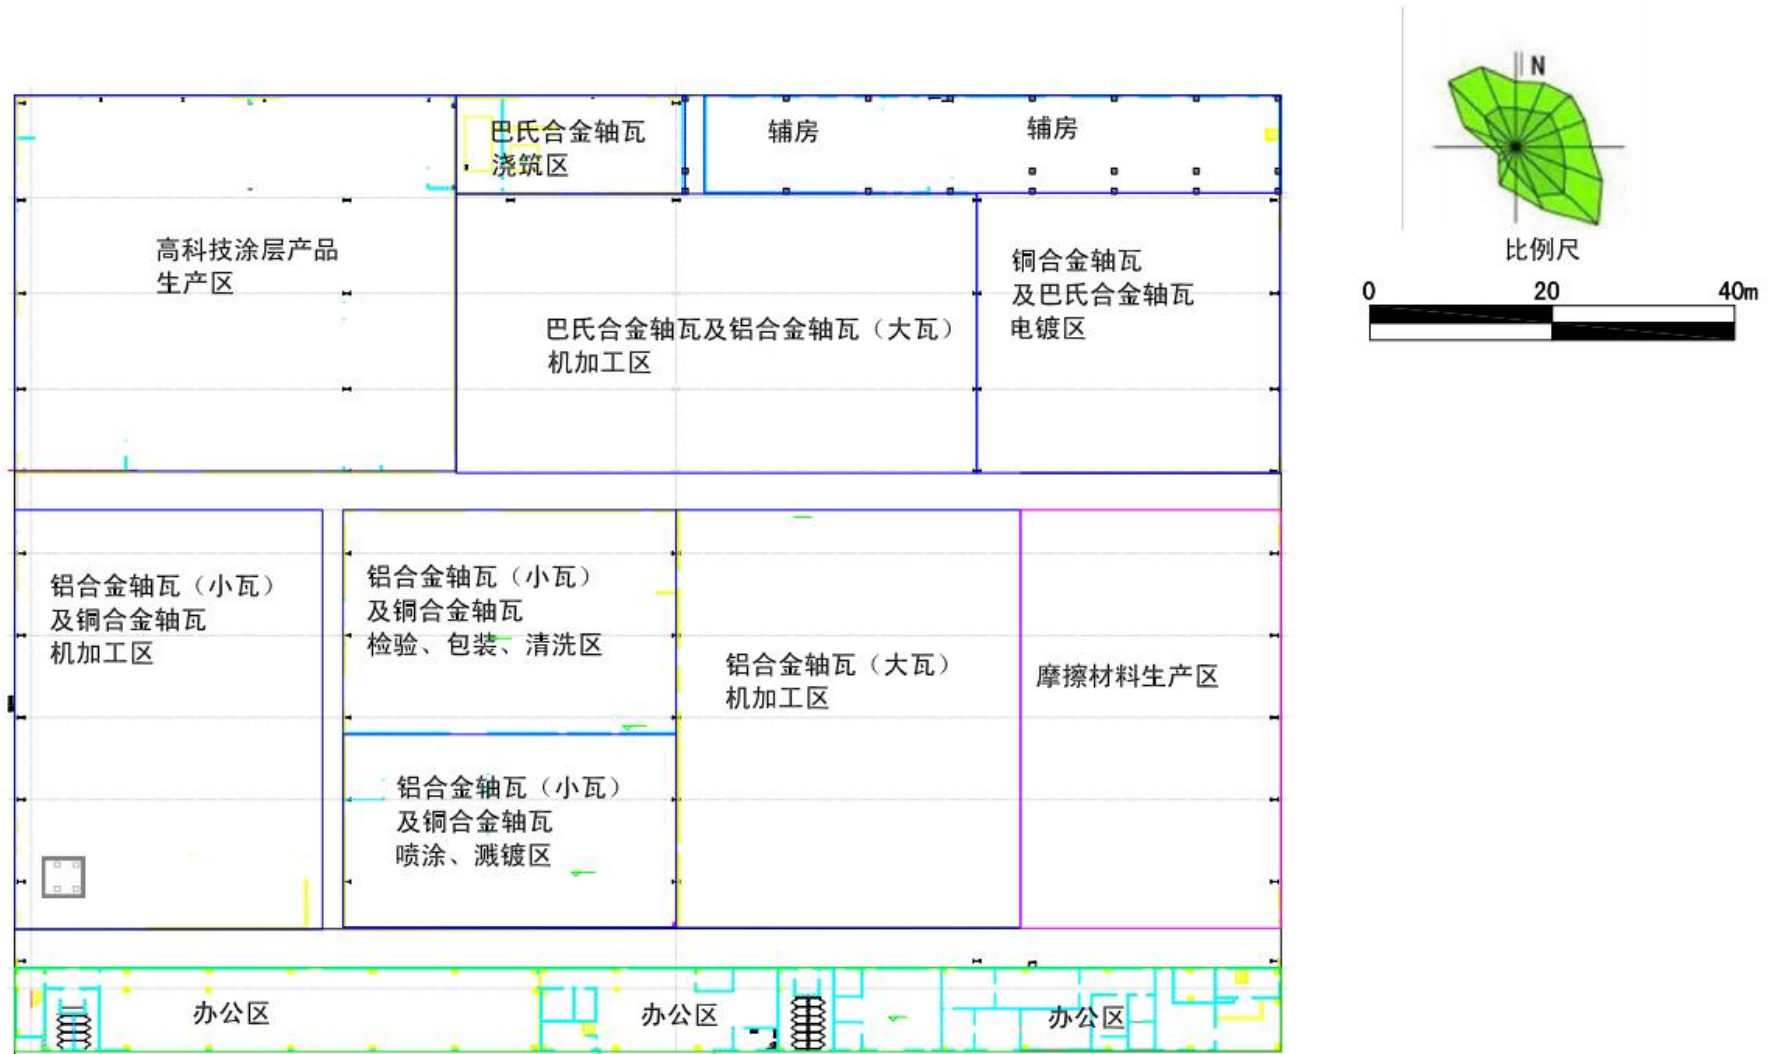 N
比例尺
0 20 40m
巴氏合金轴瓦
浇筑区
辅房
辅房
高科技涂层产品
生产区
巴氏合金轴瓦及铝合金轴瓦（大瓦）
机加工区
铜合金轴瓦
及巴氏合金轴瓦
电镀区
铝合金轴瓦（小瓦）
及铜合金轴瓦
机加工区
铝合金轴瓦（小瓦）
及铜合金轴瓦
检验、包装、清洗区
铝合金轴瓦（大瓦）
机加工区
摩擦材料生产区
铝合金轴瓦（小瓦）
及铜合金轴瓦
喷涂、溅镀区
办公区
办公区
办公区